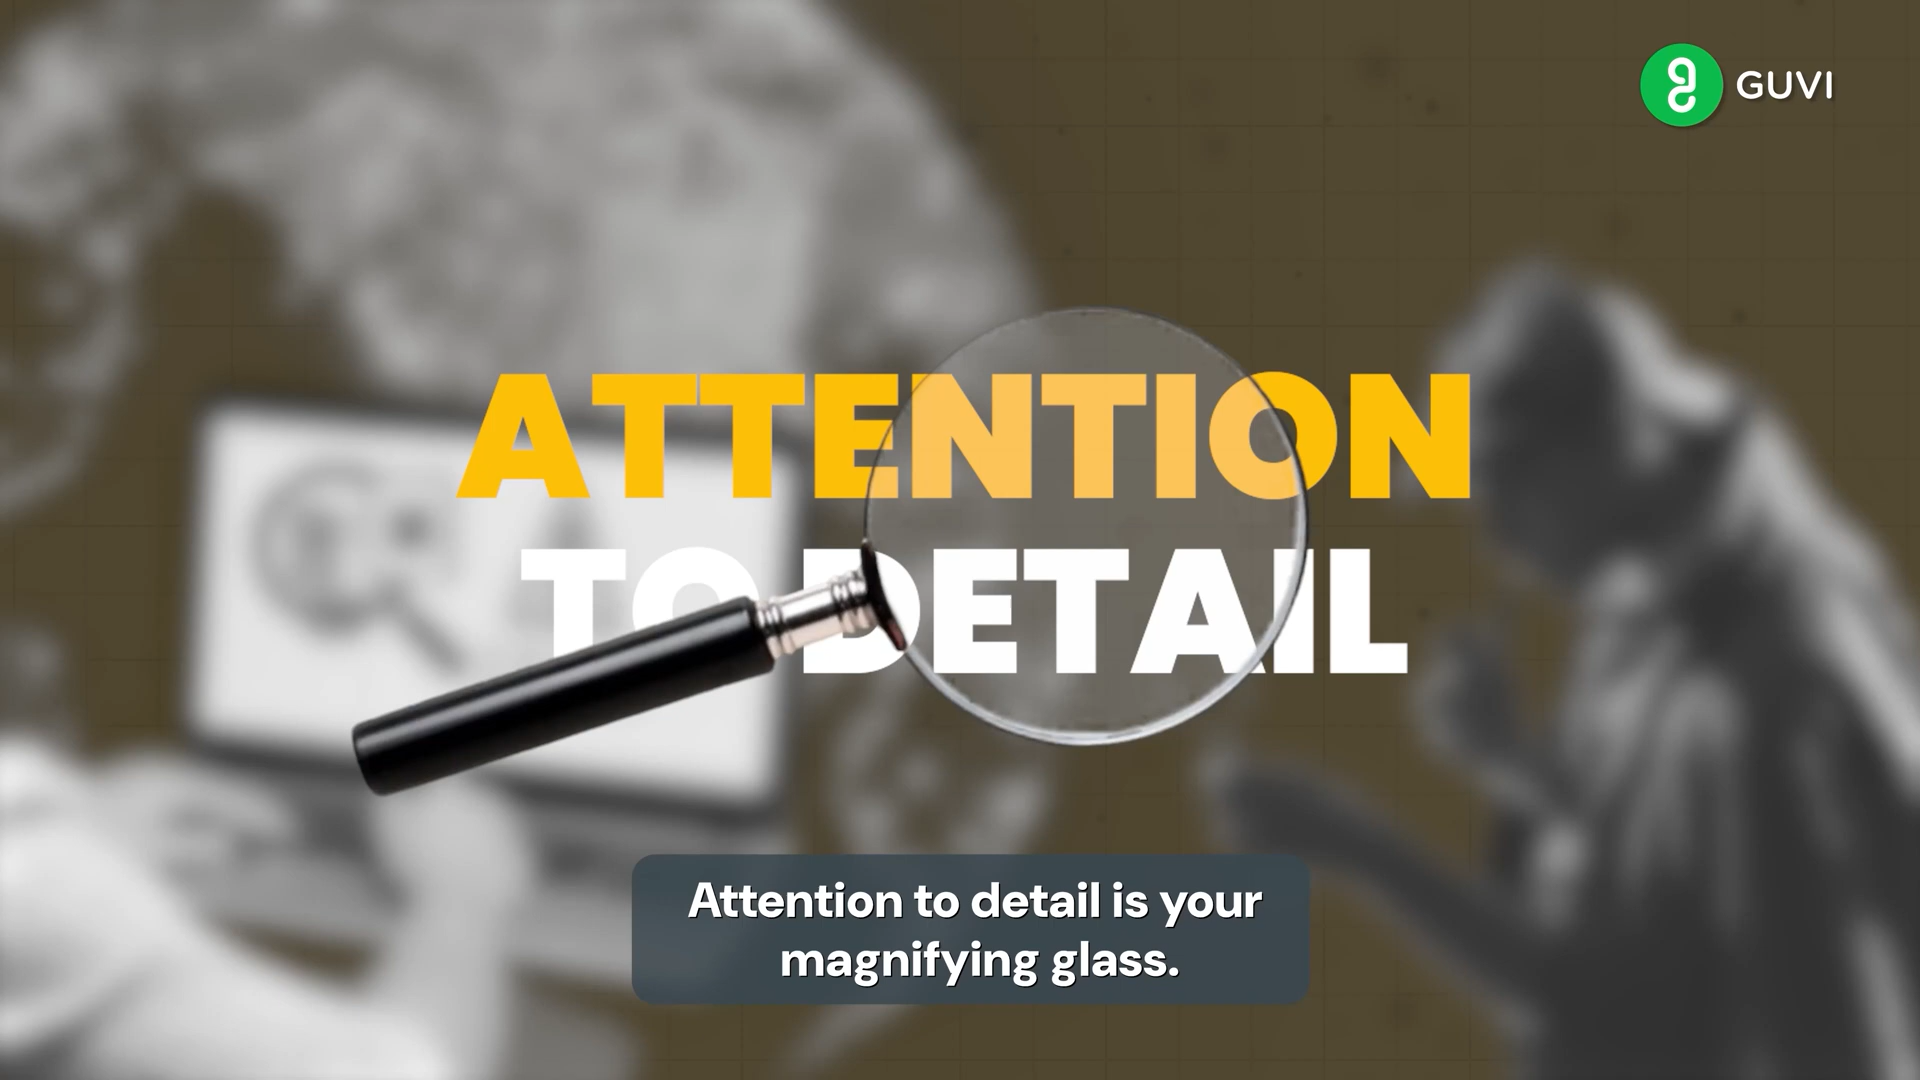 GUVI
ATTENTION
TO DETAIL
Attention to detail is your
magnifying glass.